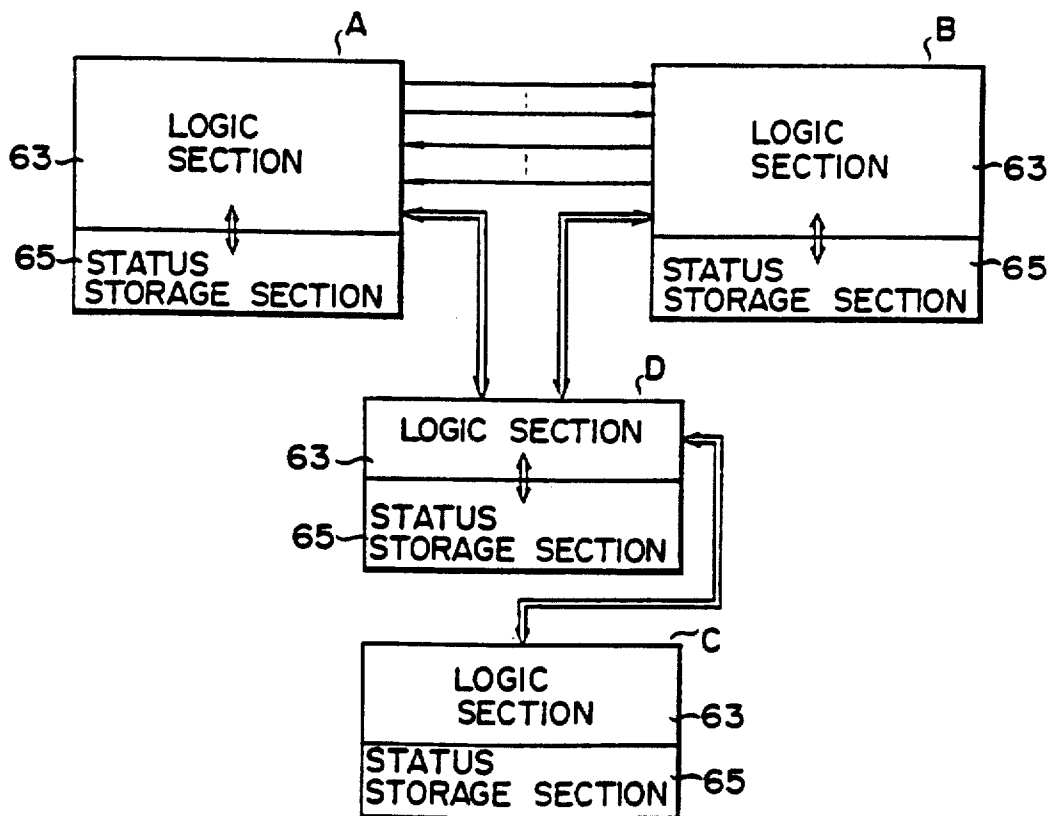 A
B
LOGIC
SECTION
63
LOGIC
SECTION
63
65
STATUS
STORAGE SECTION
STATUS
STORAGE SECTION
65
D
LOGIC SECTION
63
STATUS
65
STORAGE SECTION
C
LOGIC
SECTION
63
STATUS
STORAGE SECTION
65